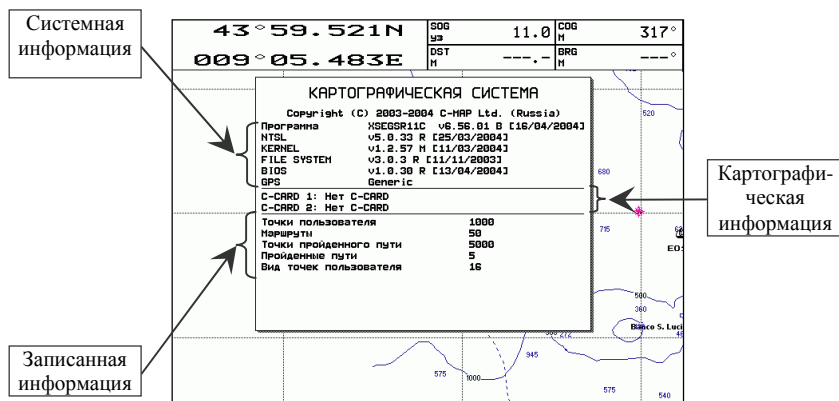 Системная
информация
43°59.521N
009°05.483E
SOG
уз
11.0
COG
М
317°
DST
М
---.-
BRG
М
---°
КАРТОГРАФИЧЕСКАЯ СИСТЕМА
Copyright (C) 2003-2004 C-MAP Ltd. (Russia)
Программа XSEGSR11C v6.56.01 B [16/04/2004]
NTSL v5.0.33 R [25/03/2004]
KERNEL v1.2.57 M [11/03/2004]
FILE SYSTEM v3.0.3 R [11/11/2003]
BIOS v1.0.30 R [13/04/2004]
GPS Generic
C-CARD 1: Нет C-CARD
C-CARD 2: Нет C-CARD
Точки пользователя 1000
Маршруты 50
Точки пройденного пути 5000
Пройденные пути 5
Вид точек пользователя 16
Картографи-
ческая
информация
Записанная
информация
520
680
715
EO
500
360
Bianco S. Luci
272
945
575
1000
575
540